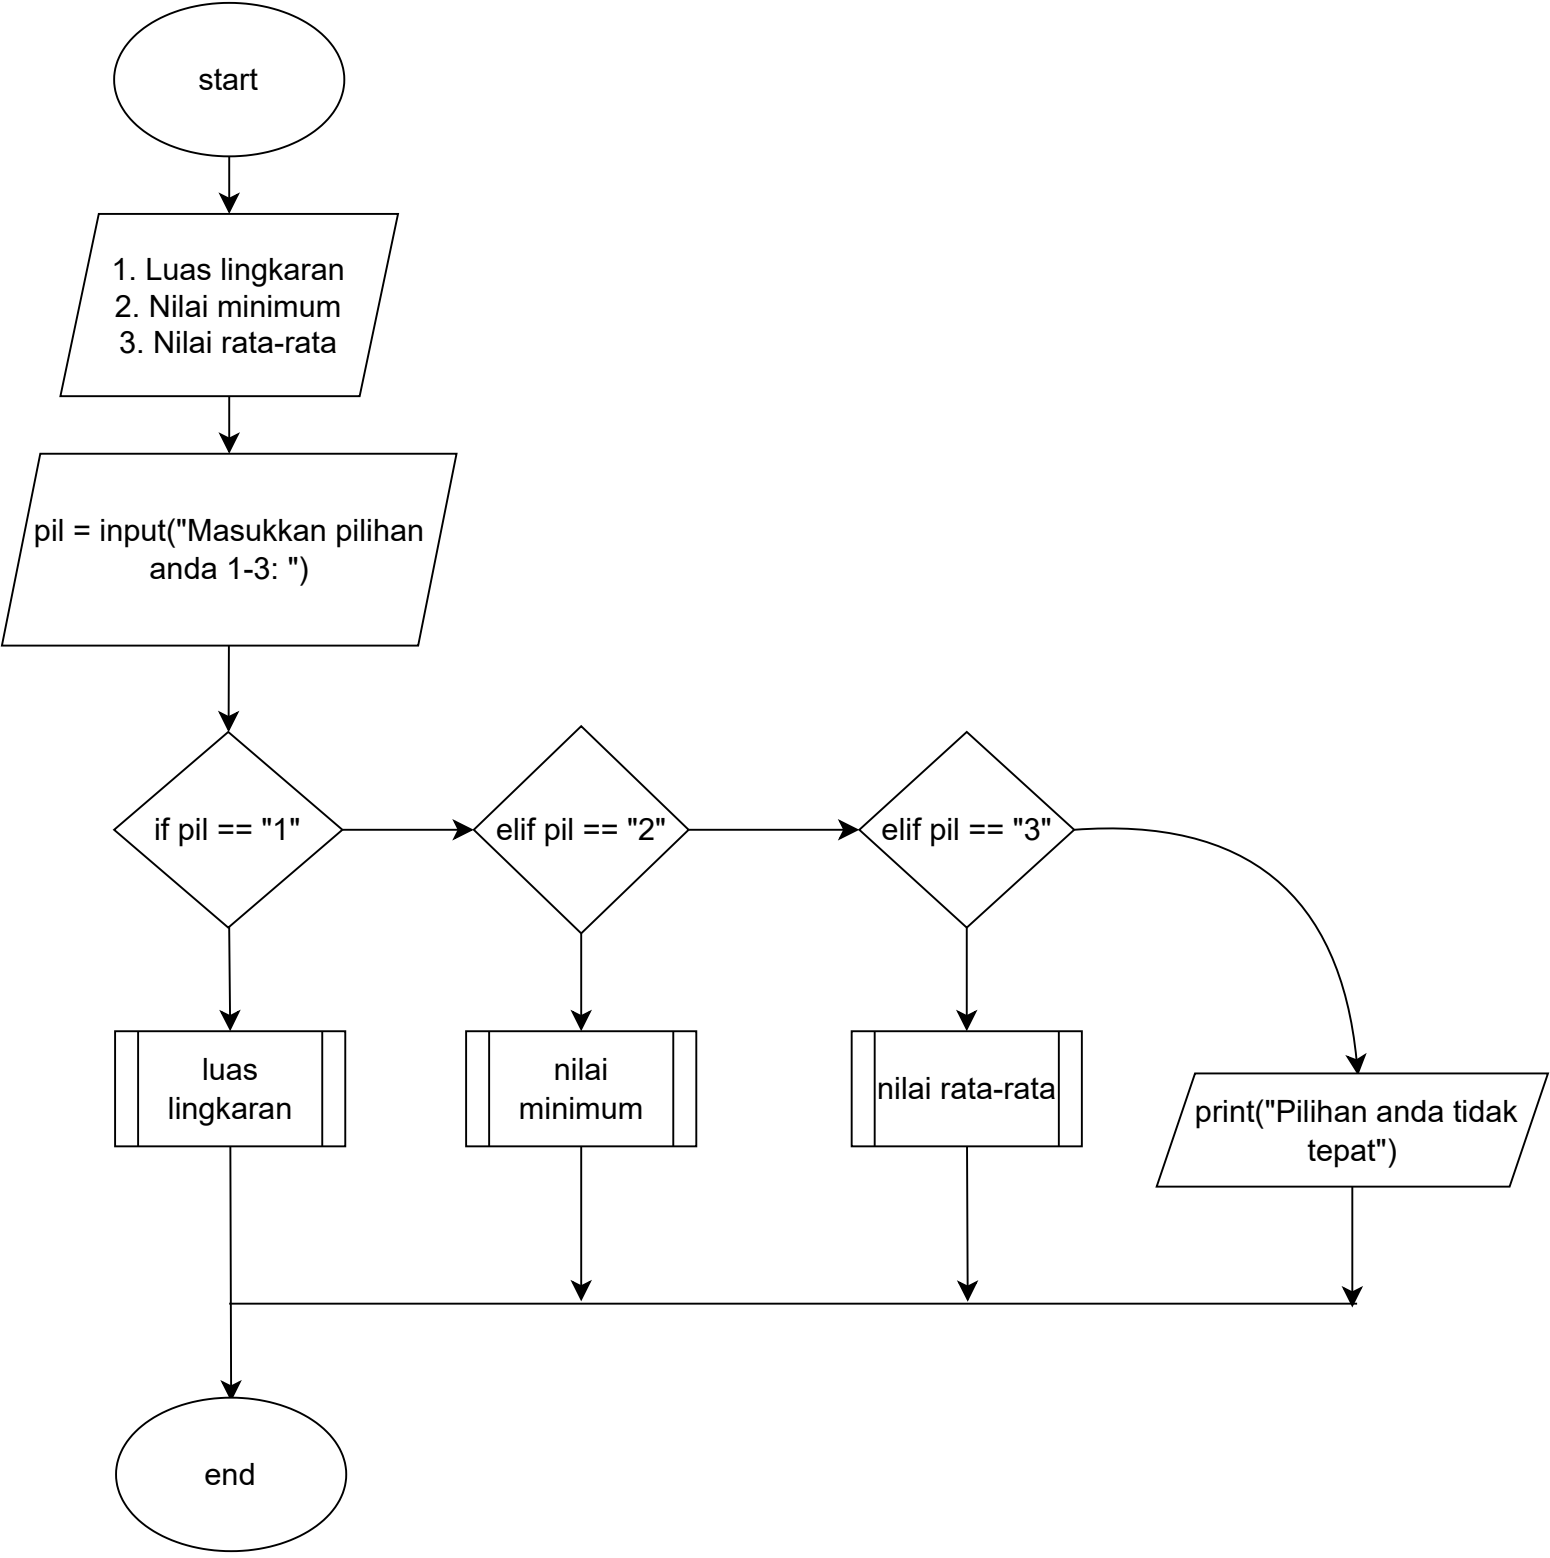 start
1. Luas lingkaran
2. Nilai minimum
3. Nilai rata-rata
pil = input("Masukkan pilihan
anda 1-3: ")
if pil == "1"
elif pil == "2"
elif pil == "3"
luas
lingkaran
nilai
minimum
nilai rata-rata
print("Pilihan anda tidak
tepat")
end